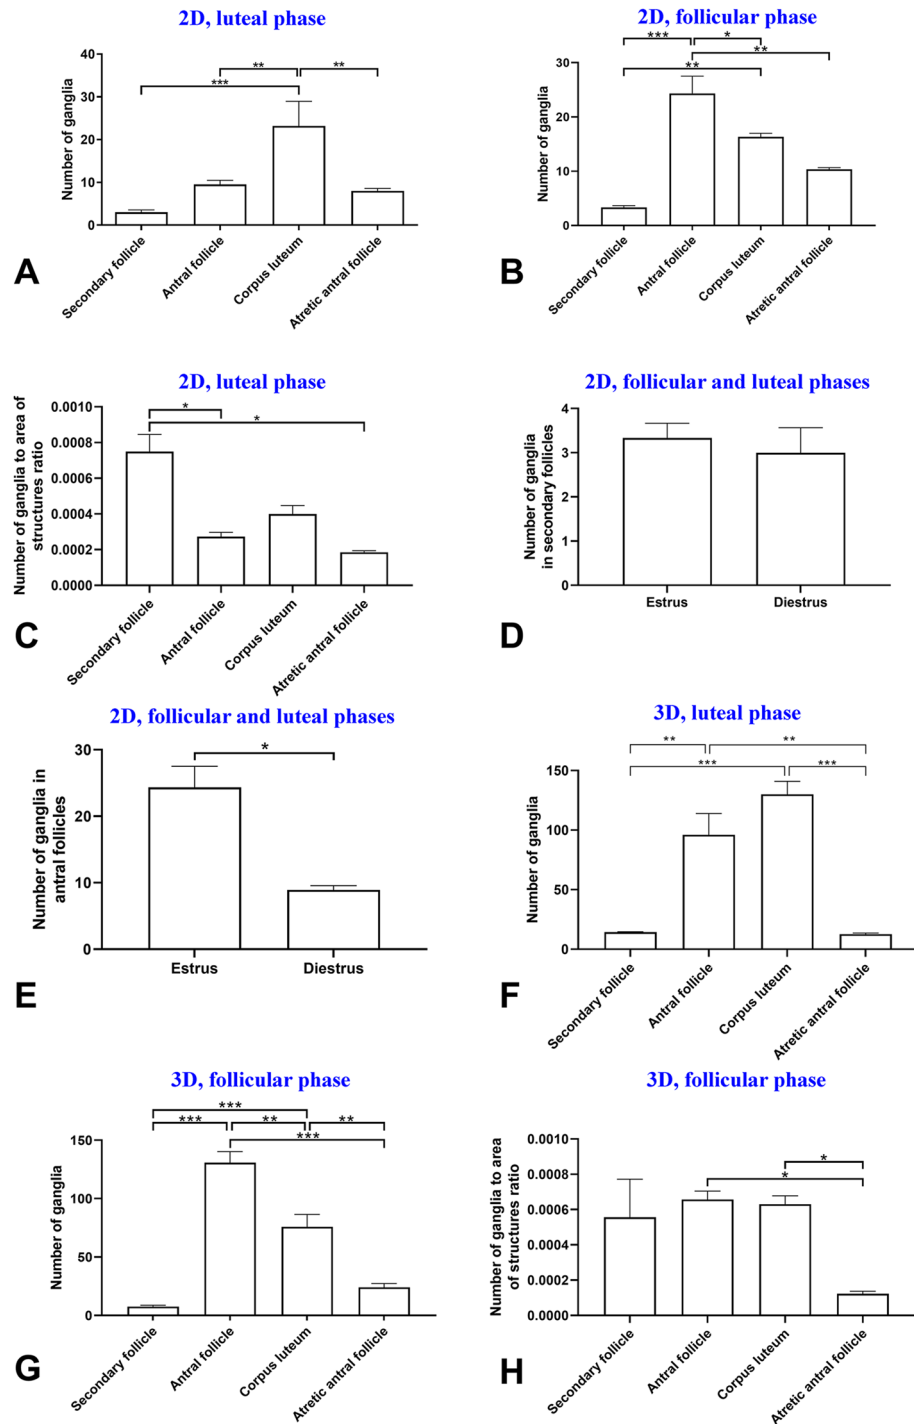 2D, luteal phase
40
30
20
10
0
Number of ganglia
***
**
**
Secondary follicle
Antral follicle
Corpus luteum
Atretic antral follicle
A
2D, follicular phase
30
20
10
0
Number of ganglia
***
*
**
**
Secondary follicle
Antral follicle
Corpus luteum
Atretic antral follicle
B
2D, luteal phase
0.0010
0.0008
0.0006
0.0004
0.0002
0.0000
Number of ganglia to area of
structures ratio
*
*
Secondary follicle
Antral follicle
Corpus luteum
Atretic antral follicle
C
2D, follicular and luteal phases
4
3
2
1
0
Number of ganglia
in secondary follicles
Estrus
Diestrus
D
2D, follicular and luteal phases
30
20
10
0
Number of ganglia in
antral follicles
*
Estrus
Diestrus
E
3D, luteal phase
150
100
50
0
Number of ganglia
**
**
***
***
Secondary follicle
Antral follicle
Corpus luteum
Atretic antral follicle
F
3D, follicular phase
150
100
50
0
Number of ganglia
***
***
**
**
***
Secondary follicle
Antral follicle
Corpus luteum
Atretic antral follicle
G
3D, follicular phase
0.0010
0.0008
0.0006
0.0004
0.0002
0.0000
Number of ganglia to area
of structures ratio
*
*
Secondary follicle
Antral follicle
Corpus luteum
Atretic antral follicle
H